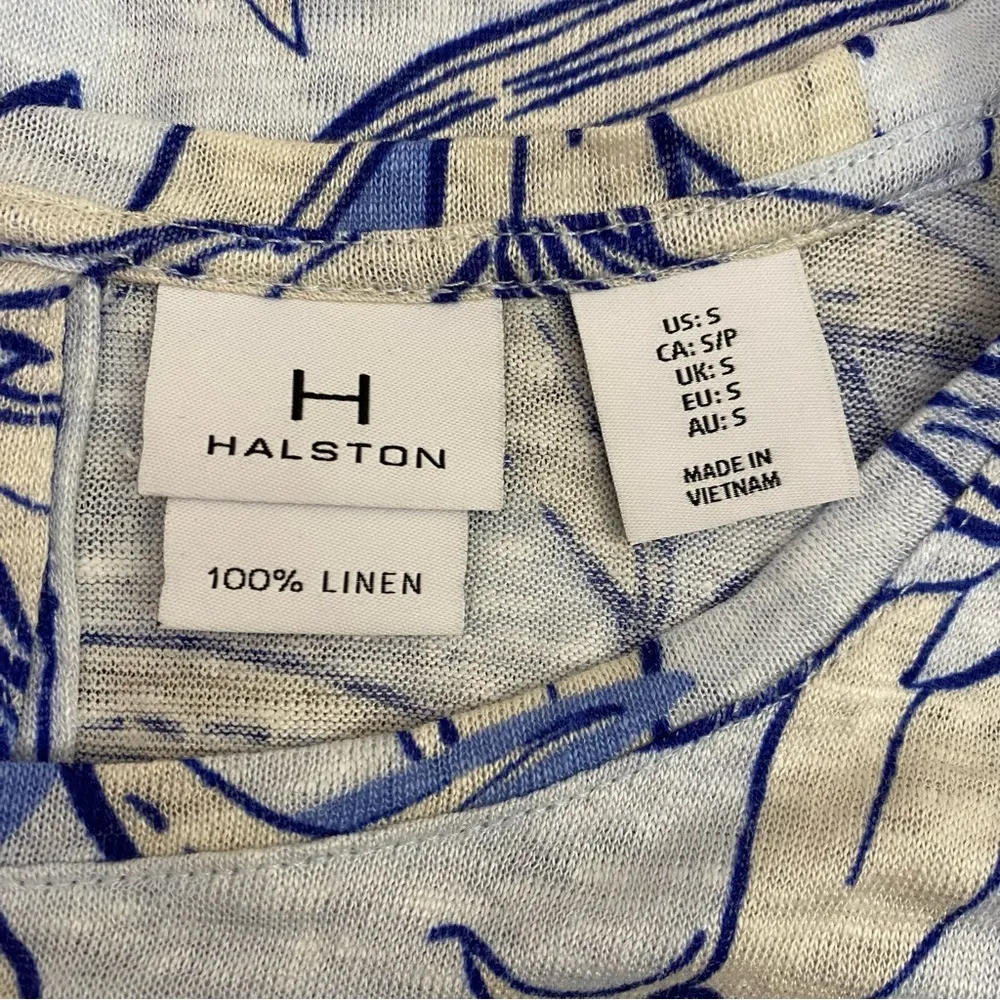 H
HALSTON
100% LINEN
US: S
CA: S/P
UK: S
EU: S
AU: S
MADE IN
VIETNAM